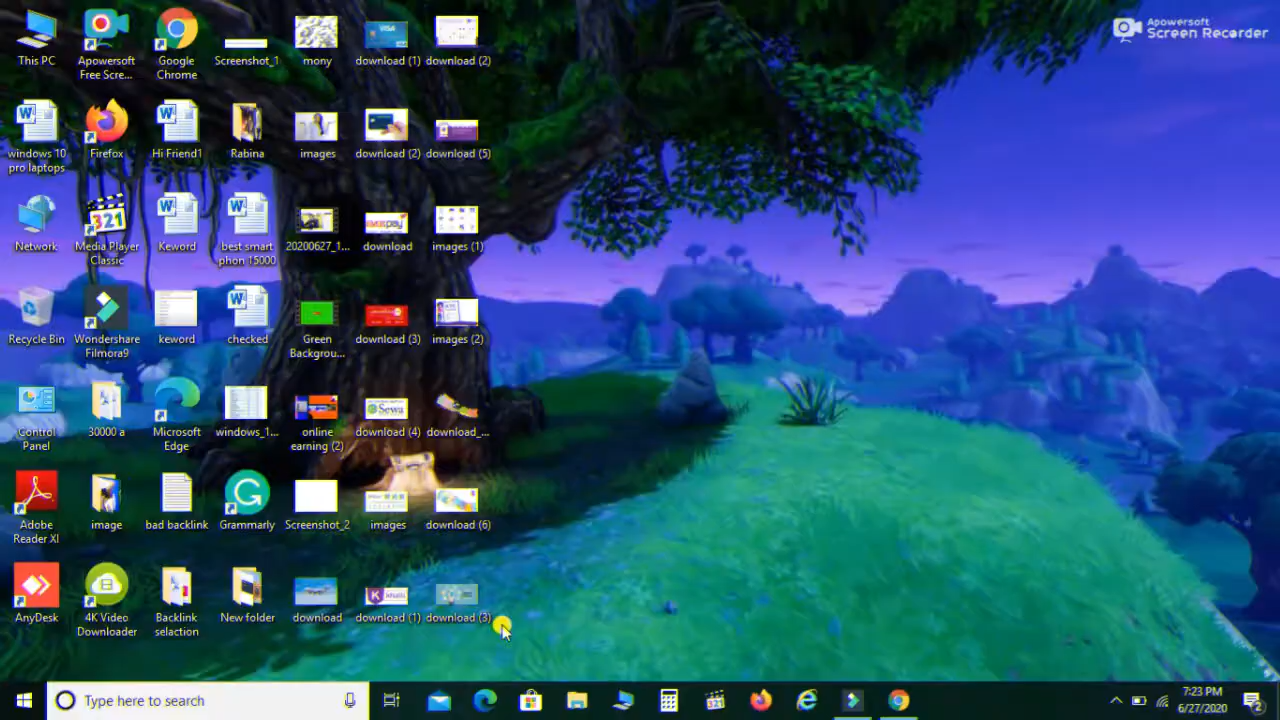 Apowersoft
Screen Recorder
This PC
Apowersoft
Free Scre...
Google
Chrome
Screenshot_1
mony
download (1)
download (2)
windows 10
pro laptops
Firefox
Hi Friend1
Rabina
images
download (2)
download (5)
Network
Media Player
Classic
Keword
best smart
phon 15000
20200627_1...
download
images (1)
Recycle Bin
Wondershare
Filmora9
keword
checked
Green
Backgrou...
download (3)
images (2)
Control
Panel
30000 a
Microsoft
Edge
windows_1...
online
earning (2)
Sewa
download (4)
download_...
Adobe
Reader XI
image
bad backlink
Grammarly
Screenshot_2
images
download (6)
AnyDesk
4K Video
Downloader
Backlink
selection
New folder
download
download (1)
download (3)
Type here to search
7:23 PM
6/27/2020
2